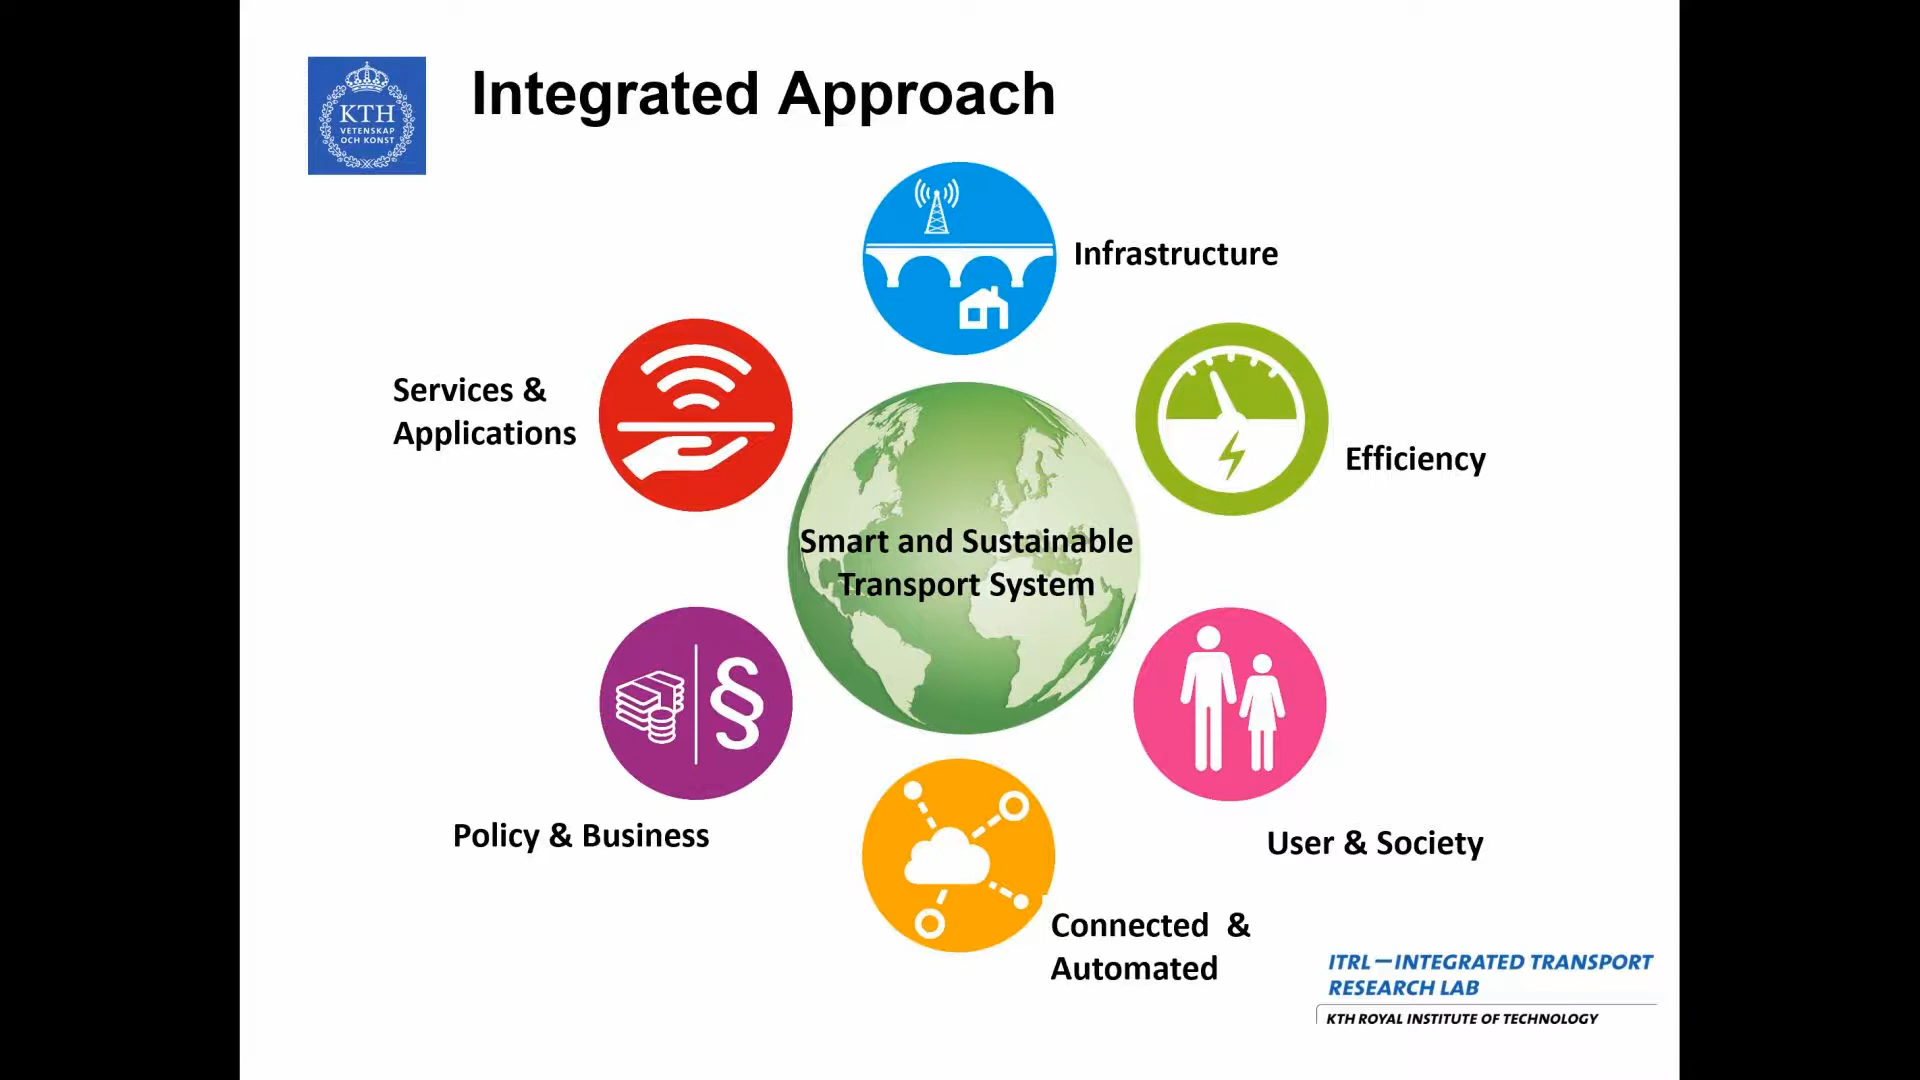 KTH
VETENSKAP
OCH KONST
Integrated Approach
Infrastructure
Services &
Applications
Efficiency
Smart and Sustainable
Transport System
§
Policy & Business
User & Society
Connected &
Automated
ITRL – INTEGRATED TRANSPORT
RESEARCH LAB
KTH ROYAL INSTITUTE OF TECHNOLOGY